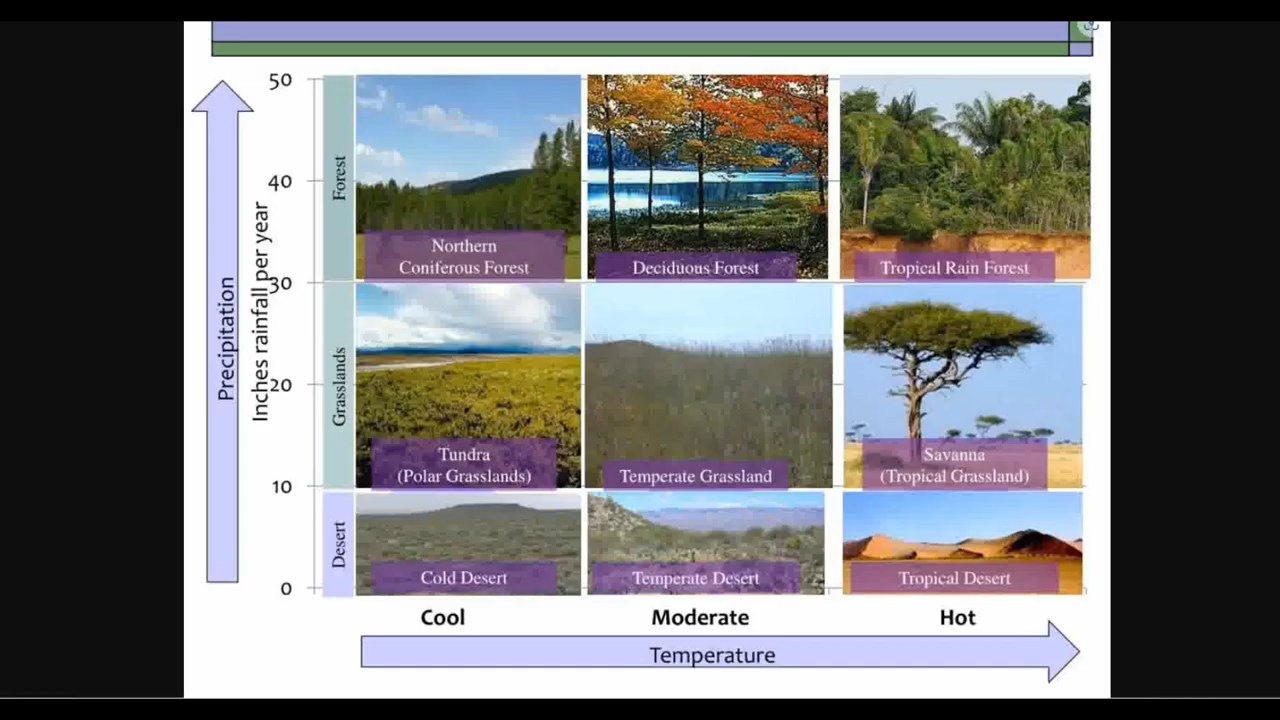 50
40
30
20
10
0
Precipitation
Inches rainfall per year
Forest
Grasslands
Desert
Northern
Coniferous Forest
Deciduous Forest
Tropical Rain Forest
Tundra
(Polar Grasslands)
Temperate Grassland
Savanna
(Tropical Grassland)
Cold Desert
Temperate Desert
Tropical Desert
Cool
Moderate
Hot
Temperature